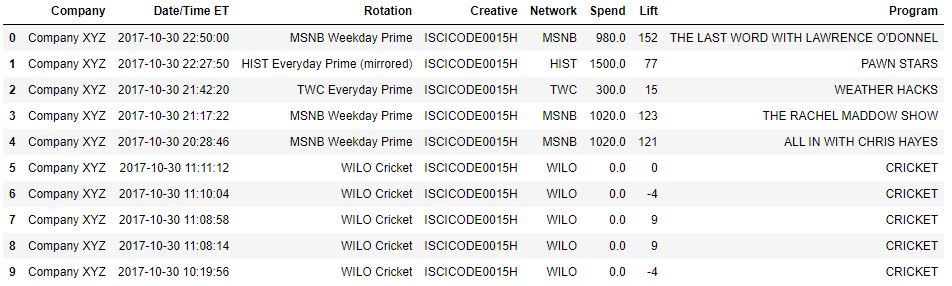 Company Date/Time ET Rotation Creative Network Spend Lift Program
0 Company XYZ 2017-10-30 22:50:00 MSNB Weekday Prime ISCICODE0015H MSNB 980.0 152 THE LAST WORD WITH LAWRENCE O'DONNEL
1 Company XYZ 2017-10-30 22:27:50 HIST Everyday Prime (mirrored) ISCICODE0015H HIST 1500.0 77 PAWN STARS
2 Company XYZ 2017-10-30 21:42:20 TWC Everyday Prime ISCICODE0015H TWC 300.0 15 WEATHER HACKS
3 Company XYZ 2017-10-30 21:17:22 MSNB Weekday Prime ISCICODE0015H MSNB 1020.0 123 THE RACHEL MADDOW SHOW
4 Company XYZ 2017-10-30 20:28:46 MSNB Weekday Prime ISCICODE0015H MSNB 1020.0 121 ALL IN WITH CHRIS HAYES
5 Company XYZ 2017-10-30 11:11:12 WILO Cricket ISCICODE0015H WILO 0.0 0 CRICKET
6 Company XYZ 2017-10-30 11:10:04 WILO Cricket ISCICODE0015H WILO 0.0 -4 CRICKET
7 Company XYZ 2017-10-30 11:08:58 WILO Cricket ISCICODE0015H WILO 0.0 9 CRICKET
8 Company XYZ 2017-10-30 11:08:14 WILO Cricket ISCICODE0015H WILO 0.0 9 CRICKET
9 Company XYZ 2017-10-30 10:19:56 WILO Cricket ISCICODE0015H WILO 0.0 -4 CRICKET